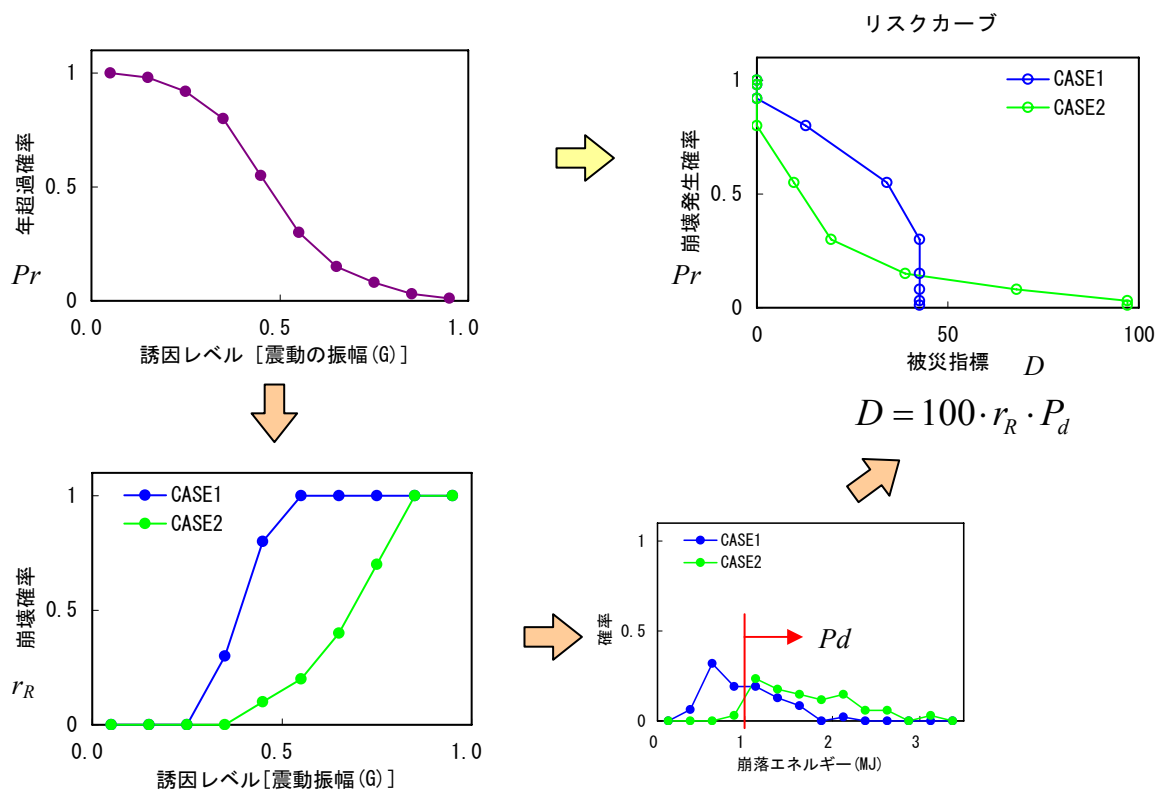 リスクカーブ
1
0.5
0
年超過確率
Pr
0.0
0.5
1.0
誘因レベル [震動の振幅(G)]
1
0.5
0
崩壊発生確率
Pr
CASE1
CASE2
0
50
100
被災指標 D
D = 100・r_R・P_d
1
0.5
0
崩壊確率
r_R
CASE1
CASE2
0.0
0.5
1.0
誘因レベル[震動振幅(G)]
1
0.5
0
確率
CASE1
CASE2
Pd
0
1
2
3
崩落エネルギー(MJ)